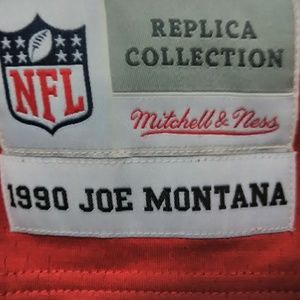 REPLICA
COLLECTION
NFL
Mitchell & Ness
1990 JOE MONTANA